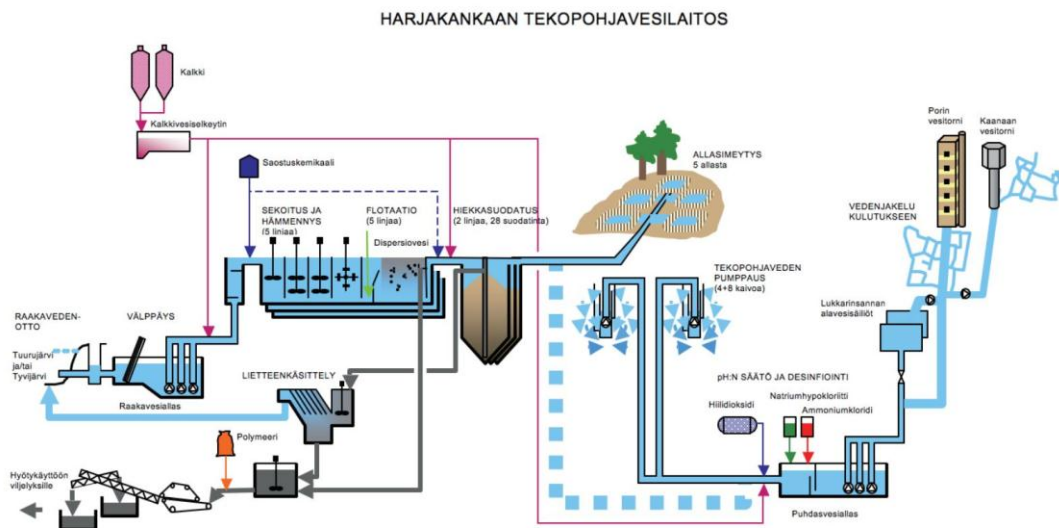 HARJAKANKAAN TEKOPOHJAVESILAITOS
Kalkki
Kalkkivesiselkeytin
Saostuskemikaali
SEKOITUS JA
HÄMMENNYS
(5 linjaa)
FLOTAATIO
(5 linjaa)
Dispersiovesi
HIEKKASUODATUS
(2 linjaa, 28 suodatinta)
ALLASIMEYTYS
5 allasta
Porin
vesitorni
Kaanaan
vesitorni
VEDENJAKELU
KULUTUKSEEN
TEKOPOHJAVEDEN
PUMPPAUS
(4+8 kaivoa)
Lukkarinsannan
alavesisäiliöt
RAAKAVEDEN-
OTTO
Tuurujärvi
ja/tai
Tyvijärvi
VÄLPPÄYS
Raakavesiallas
LIETTEENKÄSITTELY
Polymeeri
Hyötykäyttöön
viljelyksille
pH:N SÄÄTÖ JA DESINFIOINTI
Natriumhypokloriitti
Hiilidioksidi
Ammoniumkloridi
Puhdasvesiallas